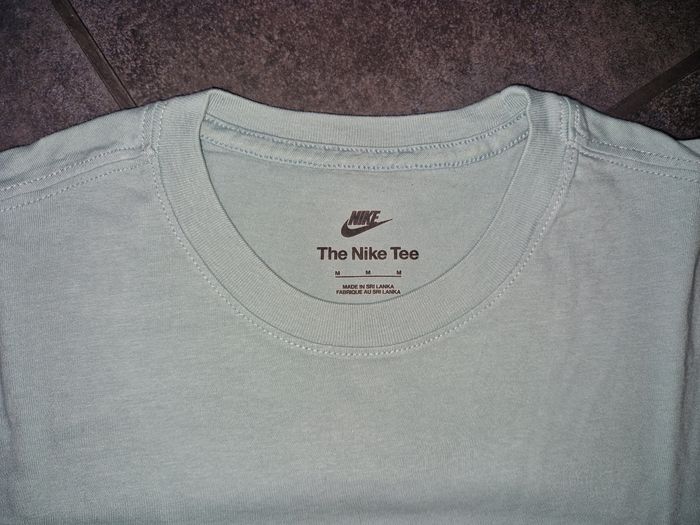 NIKE
The Nike Tee
M M M
MADE IN SRI LANKA
FABRIQUE AU SRI LANKA